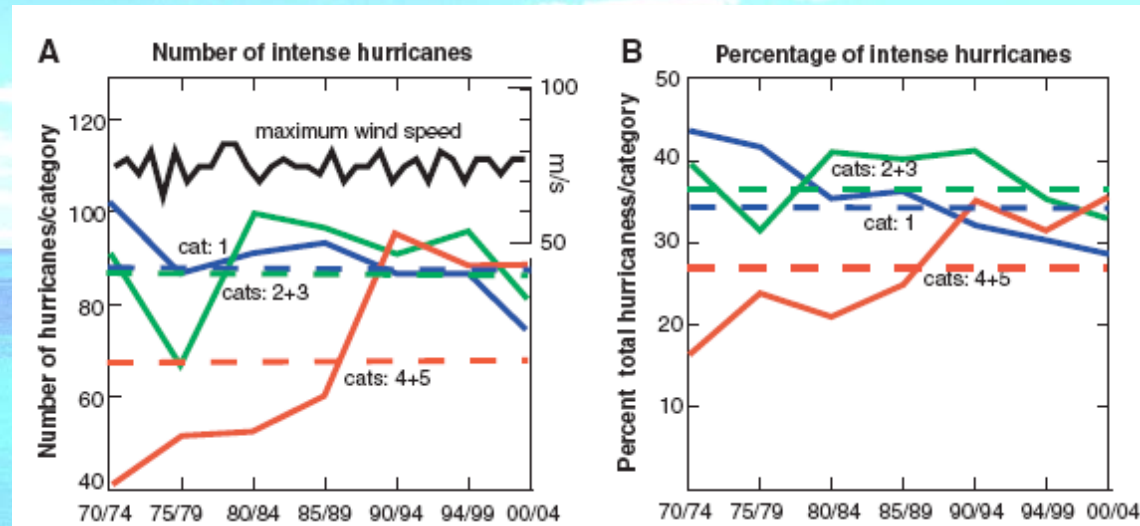 A
Number of intense hurricanes
Number of hurricanes/category
120
100
80
60
40
100
50
m/s
maximum wind speed
cat: 1
cats: 2+3
cats: 4+5
70/74 75/79 80/84 85/89 90/94 94/99 00/04
B
Percentage of intense hurricanes
Percent total hurricaness/category
50
40
30
20
10
cats: 2+3
cat: 1
cats: 4+5
70/74 75/79 80/84 85/89 90/94 94/99 00/04